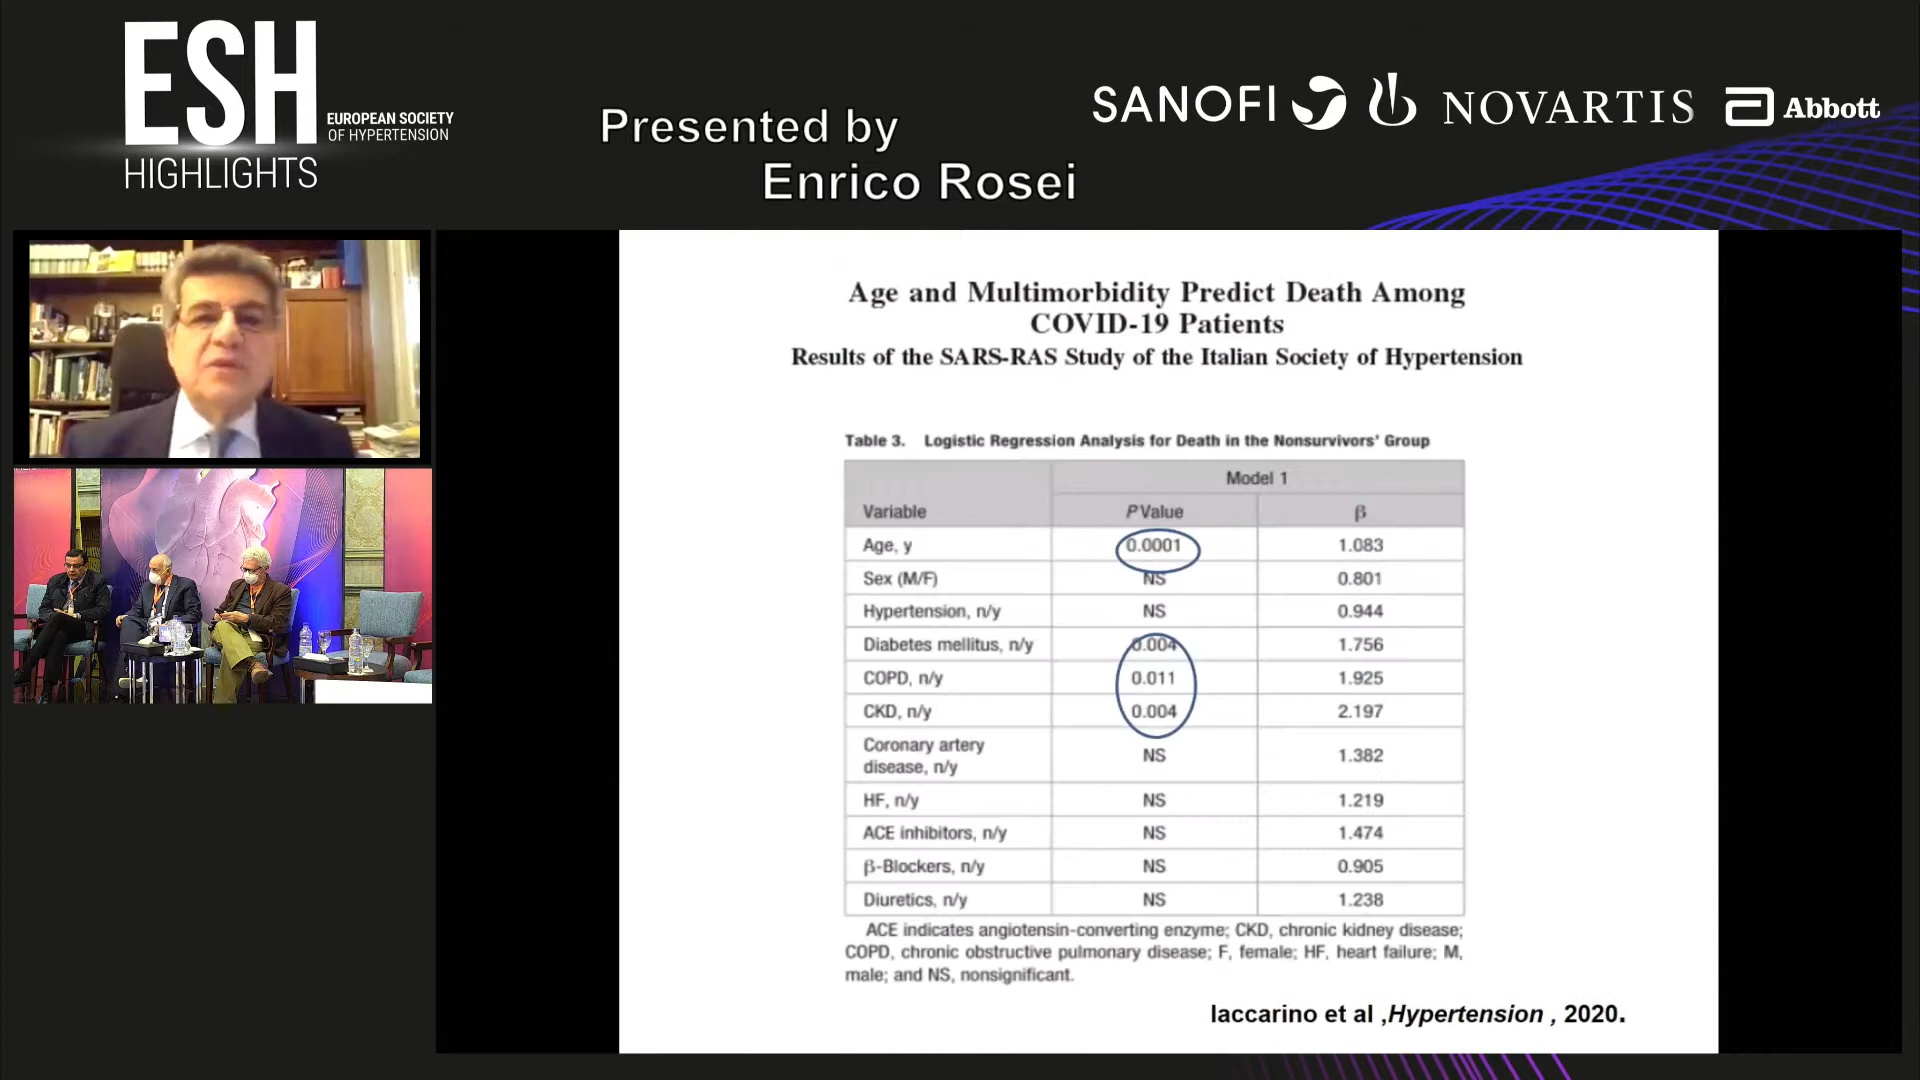 ESH
EUROPEAN SOCIETY
OF HYPERTENSION
HIGHLIGHTS
Presented by
Enrico Rosei
SANOFI
NOVARTIS
Abbott
Age and Multimorbidity Predict Death Among
COVID-19 Patients
Results of the SARS-RAS Study of the Italian Society of Hypertension
Table 3. Logistic Regression Analysis for Death in the Nonsurvivors' Group
Model 1
Variable P Value β
Age, y 0.0001 1.083
Sex (M/F) NS 0.801
Hypertension, n/y NS 0.944
Diabetes mellitus, n/y 0.004 1.756
COPD, n/y 0.011 1.925
CKD, n/y 0.004 2.197
Coronary artery
disease, n/y NS 1.382
HF, n/y NS 1.219
ACE inhibitors, n/y NS 1.474
β-Blockers, n/y NS 0.905
Diuretics, n/y NS 1.238
ACE indicates angiotensin-converting enzyme; CKD, chronic kidney disease;
COPD, chronic obstructive pulmonary disease; F, female; HF, heart failure; M,
male; and NS, nonsignificant.
Iaccarino et al ,Hypertension , 2020.